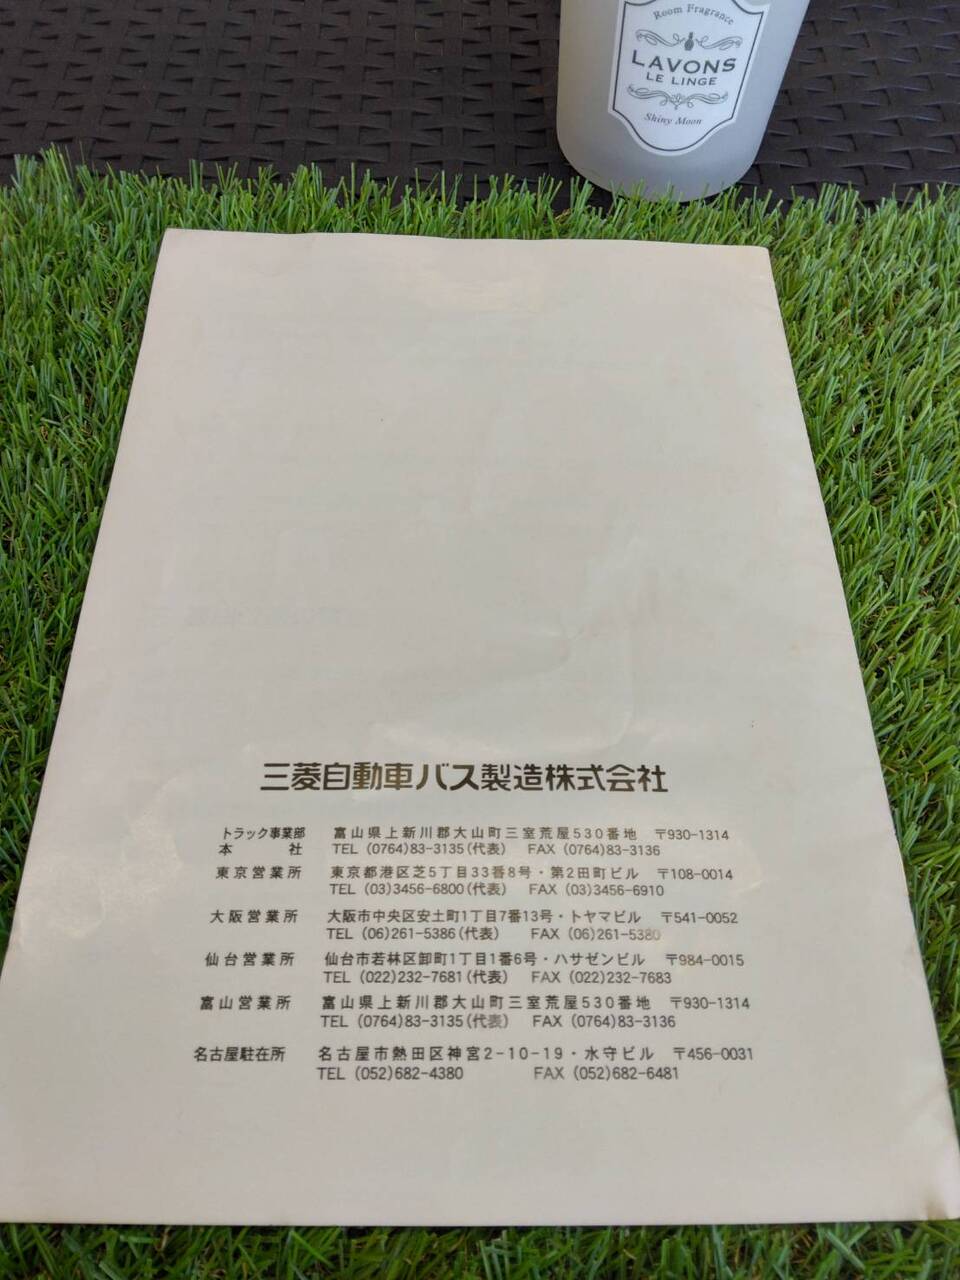 Room Fragrance
LAVONS
LE LINGE
Shiny Moon
三菱自動車バス製造株式会社
トラック事業部 富山県上新川郡大山町三室荒屋530番地 〒930-1314
本社 TEL (0764)83-3135(代表) FAX (0764)83-3136
東京営業所 東京都港区芝5丁目33番8号・第2田町ビル 〒108-0014
TEL (03)3456-6800(代表) FAX (03)3456-6910
大阪営業所 大阪市中央区安土町1丁目7番13号・トヤマビル 〒541-0052
TEL (06)261-5386(代表) FAX (06)261-5380
仙台営業所 仙台市若林区卸町1丁目1番6号・ハサゼンビル 〒984-0015
TEL (022)232-7681(代表) FAX (022)232-7683
富山営業所 富山県上新川郡大山町三室荒屋530番地 〒930-1314
TEL (0764)83-3135(代表) FAX (0764)83-3136
名古屋駐在所 名古屋市熱田区神宮2-10-19・水守ビル 〒456-0031
TEL (052)682-4380 FAX (052)682-6481